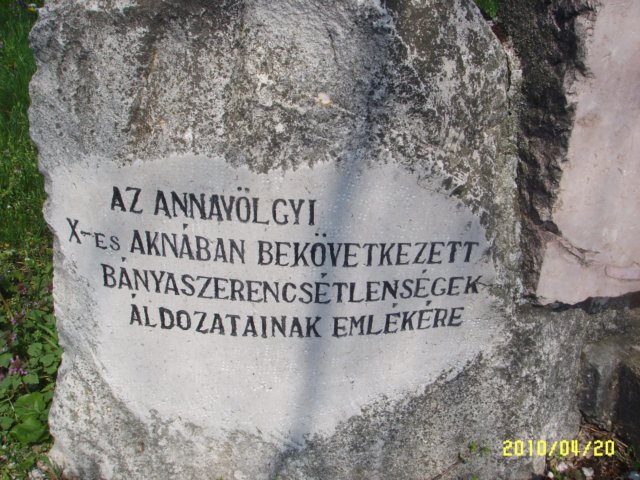 AZ ANNAVÖLGYI
X-ES AKNÁBAN BEKÖVETKEZETT
BÁNYASZERENCSÉTLENSÉGEK
ÁLDOZATAINAK EMLÉKÉRE
2010/04/20